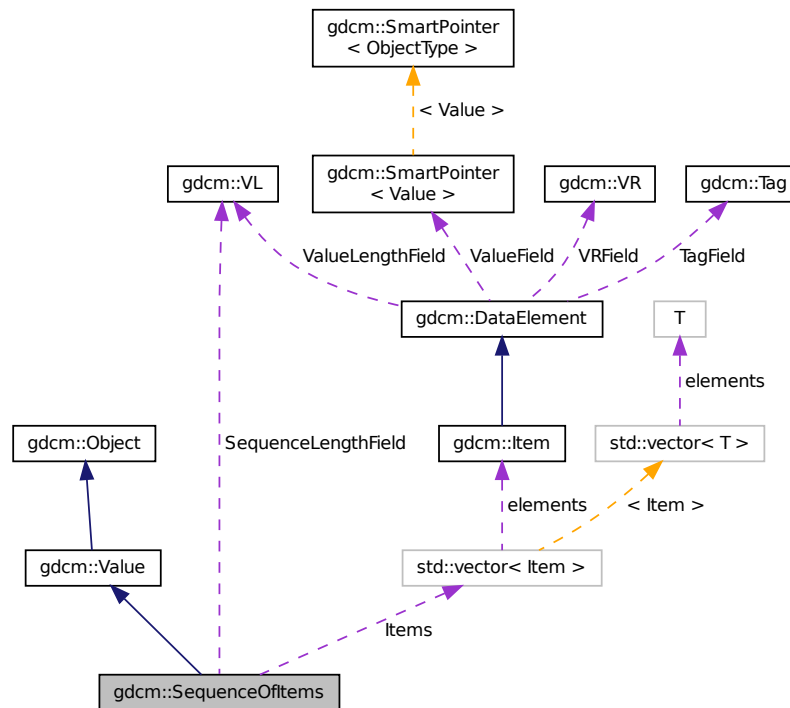 gdcm::SmartPointer
< ObjectType >
< Value >
gdcm::VL
gdcm::SmartPointer
< Value >
gdcm::VR
gdcm::Tag
ValueLengthField
ValueField
VRField
TagField
gdcm::DataElement
T
elements
gdcm::Object
SequenceLengthField
gdcm::Item
std::vector< T >
elements
< Item >
gdcm::Value
std::vector< Item >
Items
gdcm::SequenceOfItems